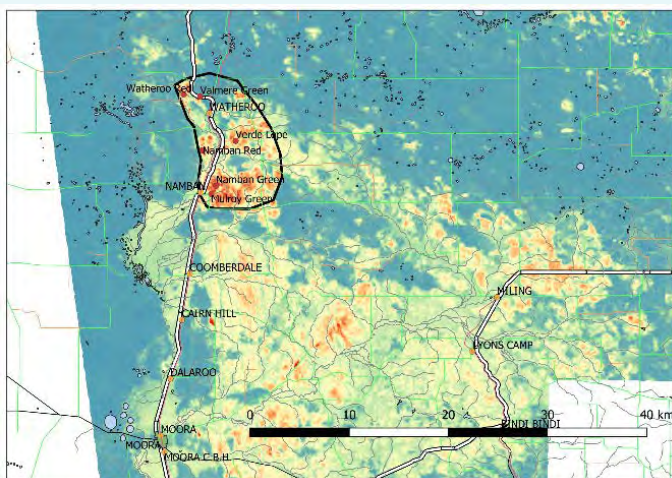 Watheroo Red
Valmere Green
WATHEROO
Verde Lape
Namban Red
NAMBAN
Namban Green
Mulroy Green
COOMBERDALE
MILING
CAIRN HILL
LYONS CAMP
DALAROO
0 10 20 30 40 km
BINDI BINDI
MOORA
MOORA
MOORA C.B.H.